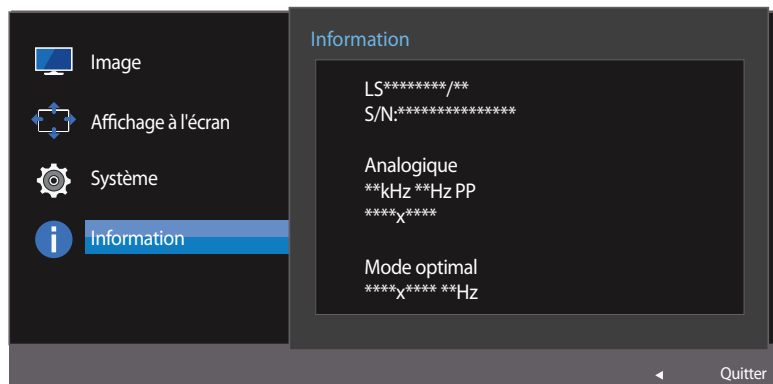 Image
Affichage à l'écran
Système
Information
Information
LS********/**
S/N:***************
Analogique
**kHz **Hz PP
****x****
Mode optimal
****x**** **Hz
Quitter